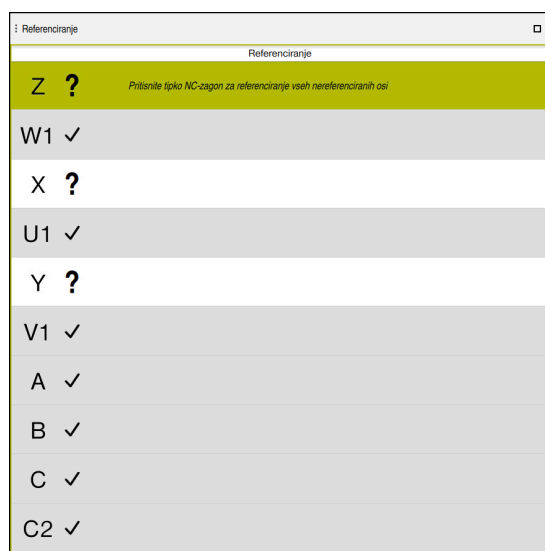 Referenciranje
Referenciranje
Z ? Pritisnite tipko NC-zagon za referenciranje vseh nereferenciranih osi
W1 ✓
X ?
U1 ✓
Y ?
V1 ✓
A ✓
B ✓
C ✓
C2 ✓